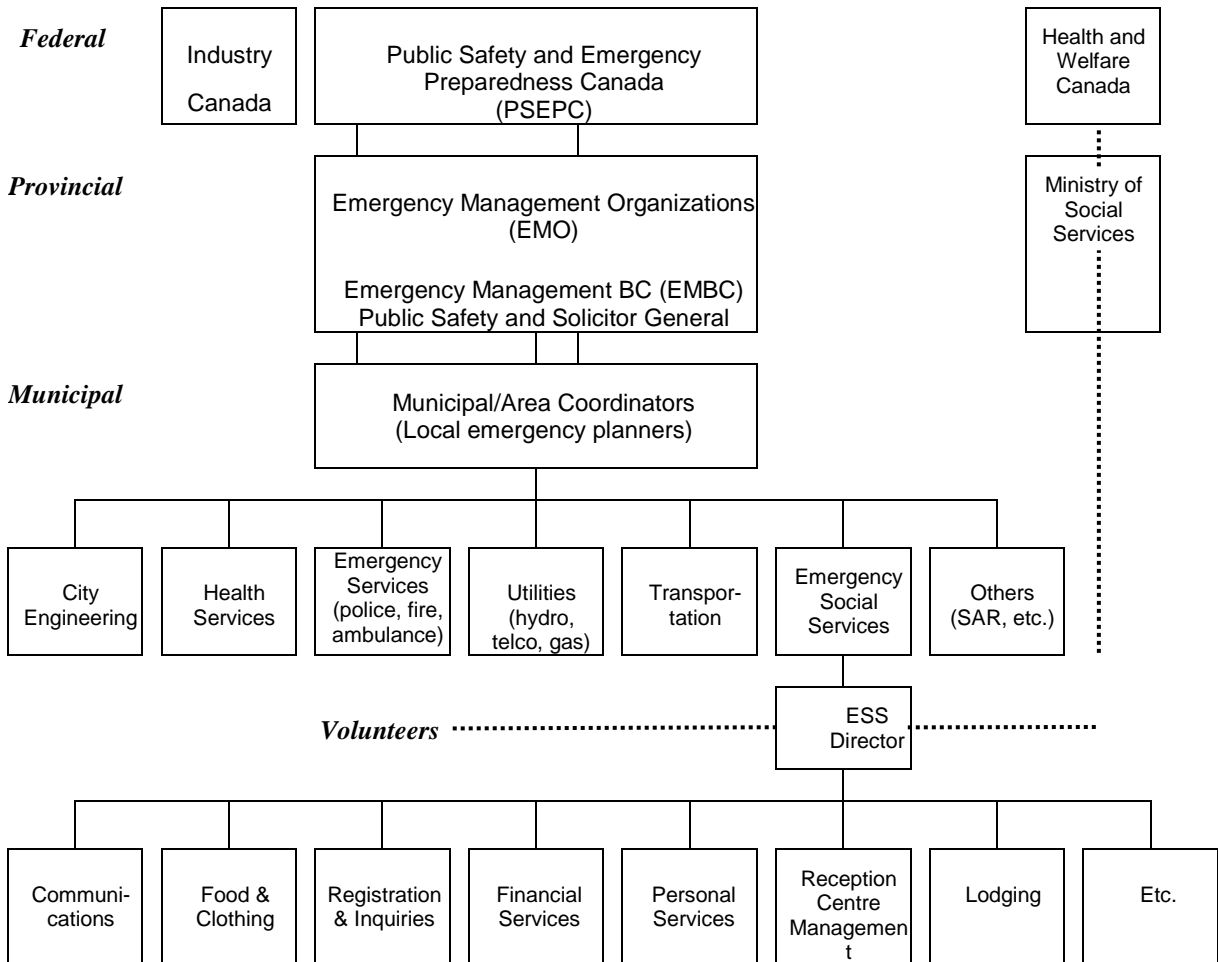 Federal
Industry
Canada
Public Safety and Emergency
Preparedness Canada
(PSEPC)
Health and
Welfare
Canada
Provincial
Emergency Management Organizations
(EMO)
Emergency Management BC (EMBC)
Public Safety and Solicitor General
Ministry of
Social
Services
Municipal
Municipal/Area Coordinators
(Local emergency planners)
City
Engineering
Health
Services
Emergency
Services
(police, fire,
ambulance)
Utilities
(hydro,
telco, gas)
Transpor-
tation
Emergency
Social
Services
Others
(SAR, etc.)
Volunteers
ESS
Director
Communi-
cations
Food &
Clothing
Registration
& Inquiries
Financial
Services
Personal
Services
Reception
Centre
Managemen
t
Lodging
Etc.